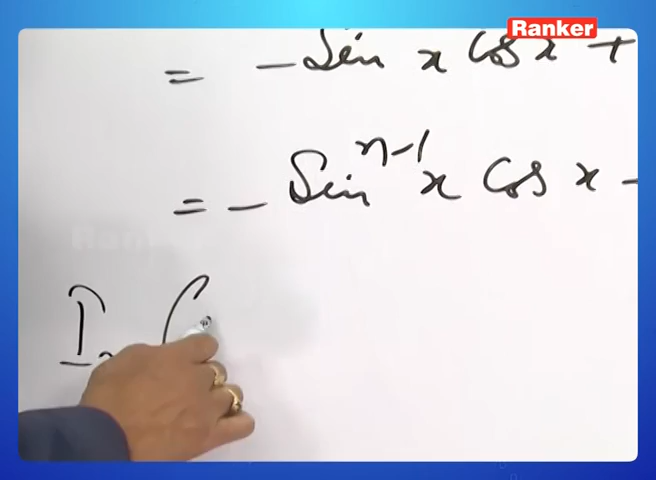 Ranker
= - Sin x Cos x +
= - Sin^{n-1} x Cos x -
I (